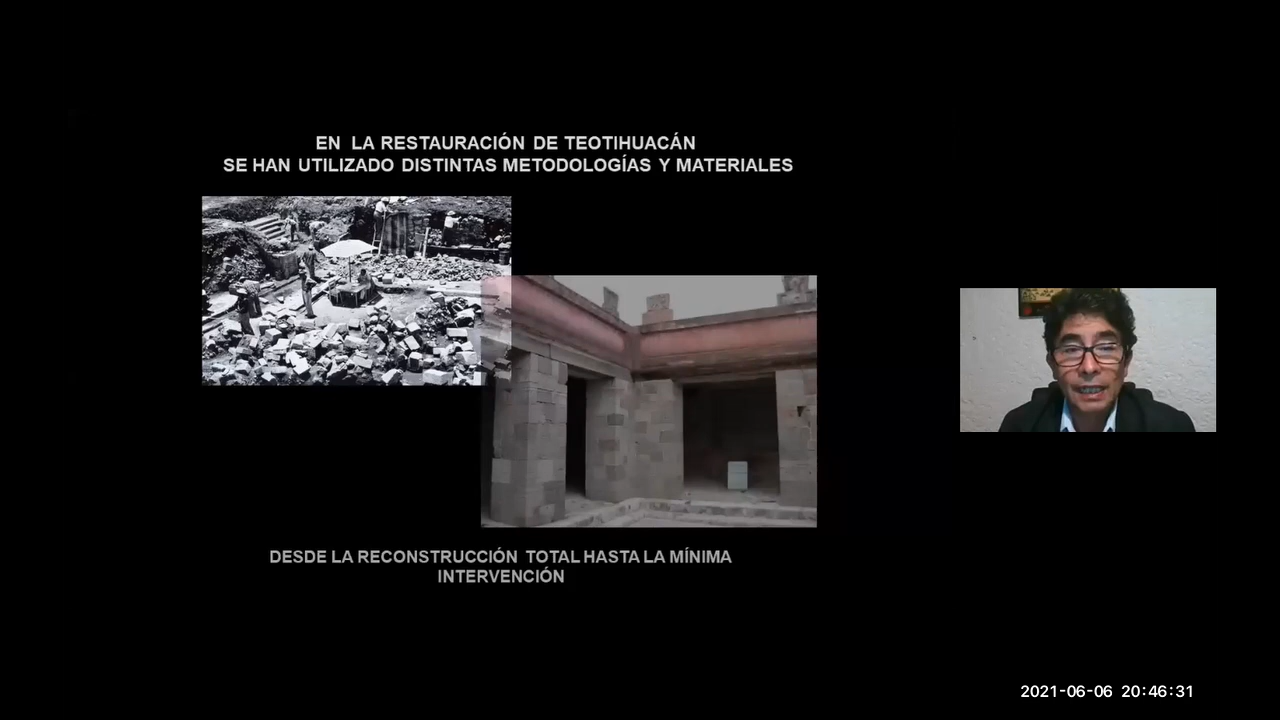 EN LA RESTAURACIÓN DE TEOTIHUACÁN
SE HAN UTILIZADO DISTINTAS METODOLOGÍAS Y MATERIALES
DESDE LA RECONSTRUCCIÓN TOTAL HASTA LA MÍNIMA
INTERVENCIÓN
2021-06-06 20:46:31